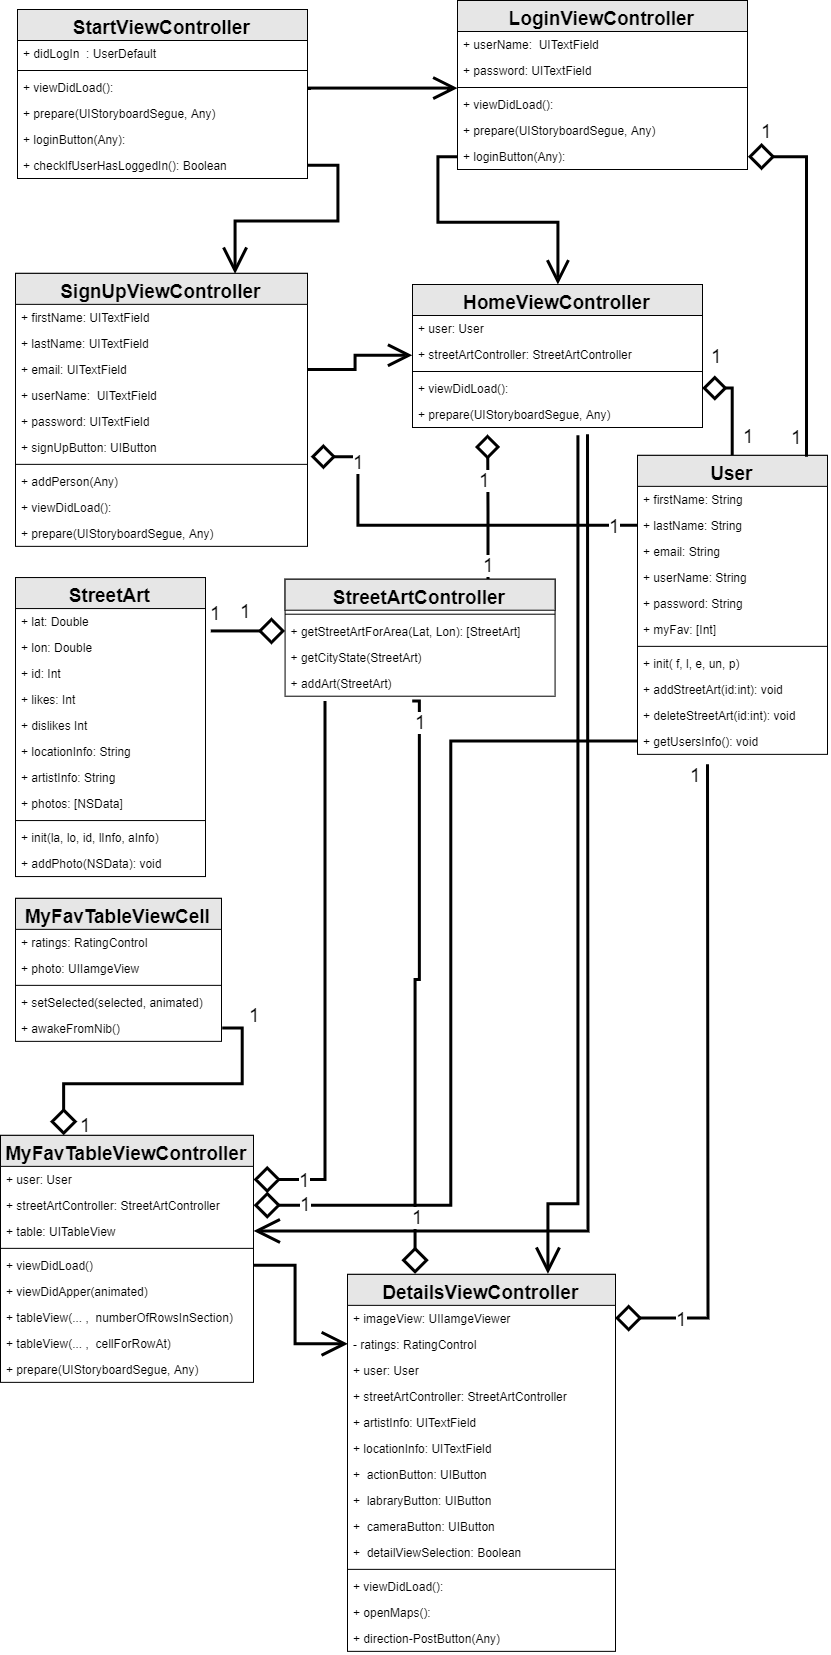 StartViewController
+ didLogIn  : UserDefault
+ viewDidLoad():
+ prepare(UIStoryboardSegue, Any)
+ loginButton(Any):
+ checkIfUserHasLoggedIn(): Boolean
LoginViewController
+ userName:  UITextField
+ password: UITextField
+ viewDidLoad():
+ prepare(UIStoryboardSegue, Any)
+ loginButton(Any):
1
SignUpViewController
+ firstName: UITextField
+ lastName: UITextField
+ email: UITextField
+ userName:  UITextField
+ password: UITextField
+ signUpButton: UIButton
+ addPerson(Any)
+ viewDidLoad():
+ prepare(UIStoryboardSegue, Any)
HomeViewController
+ user: User
+ streetArtController: StreetArtController
+ viewDidLoad():
+ prepare(UIStoryboardSegue, Any)
1
1
1
1
1
1
1
User
+ firstName: String
+ lastName: String
+ email: String
+ userName: String
+ password: String
+ myFav: [Int]
+ init( f, l, e, un, p)
+ addStreetArt(id:int): void
+ deleteStreetArt(id:int): void
+ getUsersInfo(): void
StreetArt
+ lat: Double
+ lon: Double
+ id: Int
+ likes: Int
+ dislikes Int
+ locationInfo: String
+ artistInfo: String
+ photos: [NSData]
+ init(la, lo, id, lInfo, aInfo)
+ addPhoto(NSData): void
1
1
StreetArtController
+ getStreetArtForArea(Lat, Lon): [StreetArt]
+ getCityState(StreetArt)
+ addArt(StreetArt)
1
1
MyFavTableViewCell
+ ratings: RatingControl
+ photo: UIIamgeView
+ setSelected(selected, animated)
+ awakeFromNib()
1
1
MyFavTableViewController
+ user: User
+ streetArtController: StreetArtController
+ table: UITableView
+ viewDidLoad()
+ viewDidApper(animated)
+ tableView(... ,  numberOfRowsInSection)
+ tableView(... ,  cellForRowAt)
+ prepare(UIStoryboardSegue, Any)
1
1
1
DetailsViewController
+ imageView: UIIamgeViewer
- ratings: RatingControl
+ user: User
+ streetArtController: StreetArtController
+ artistInfo: UITextField
+ locationInfo: UITextField
+  actionButton: UIButton
+  labraryButton: UIButton
+  cameraButton: UIButton
+  detailViewSelection: Boolean
+ viewDidLoad():
+ openMaps():
+ direction-PostButton(Any)
1